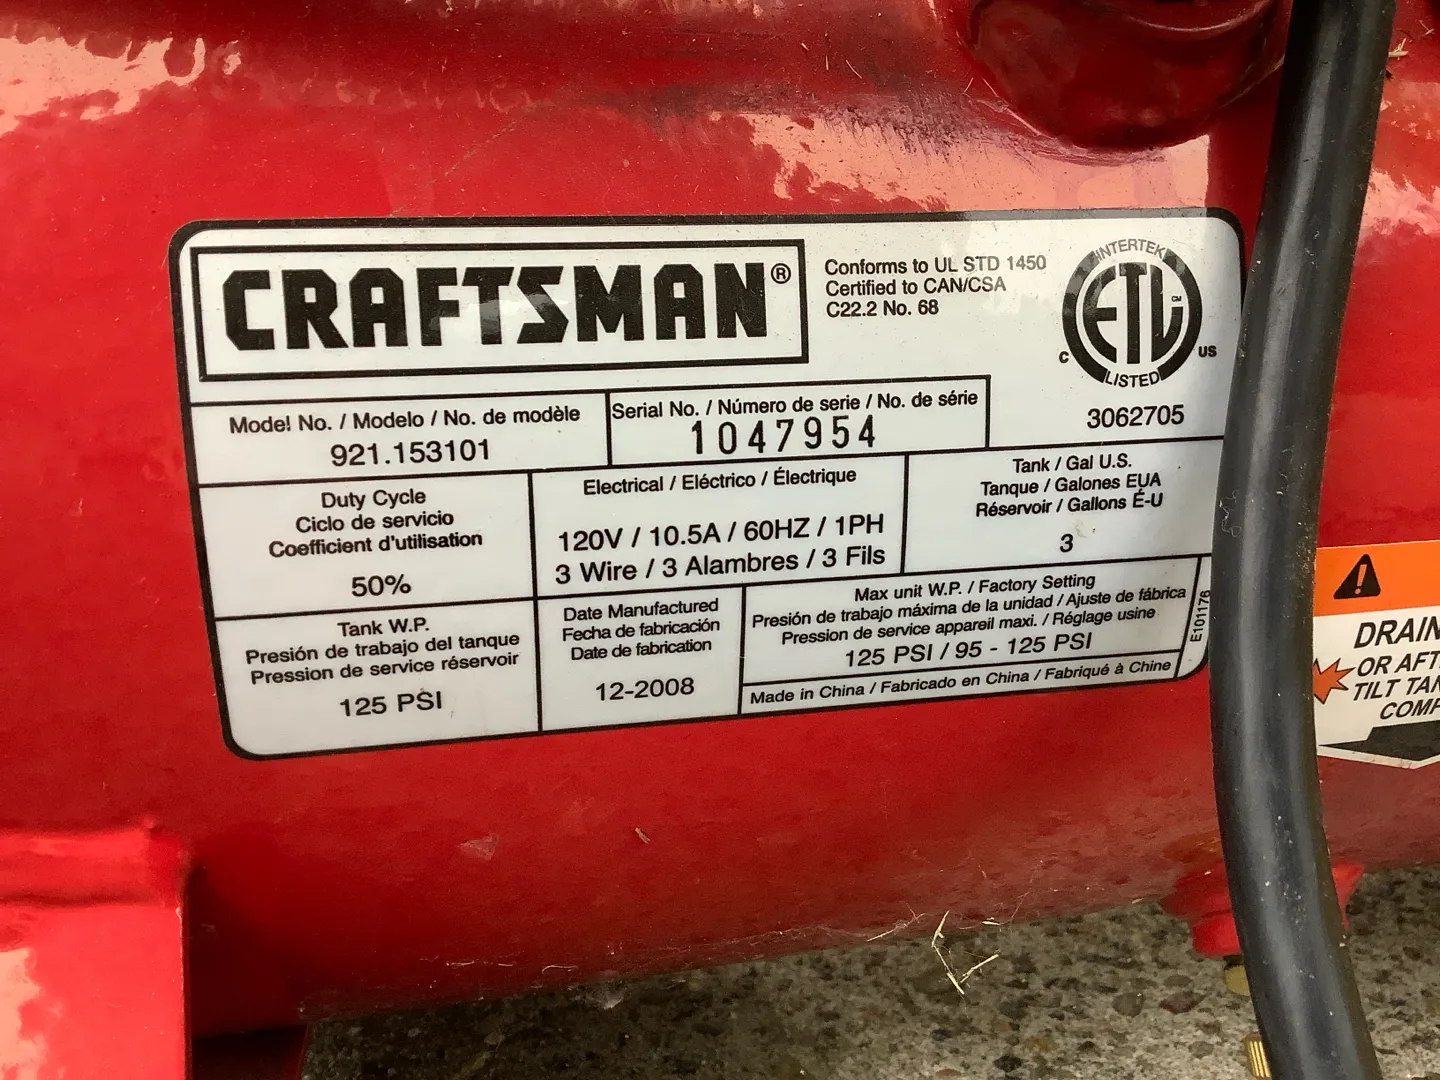 CRAFTSMAN®
Conforms to UL STD 1450
Certified to CAN/CSA
C22.2 No. 68
INTERTEK
ETL CM
C US
LISTED
3062705
Model No. / Modelo / No. de modèle
921.153101
Serial No. / Número de serie / No. de série
1047954
Duty Cycle
Ciclo de servicio
Coefficient d'utilisation
50%
Electrical / Eléctrico / Électrique
120V / 10.5A / 60HZ / 1PH
3 Wire / 3 Alambres / 3 Fils
Tank / Gal U.S.
Tanque / Galones EUA
Réservoir / Gallons É-U
3
Tank W.P.
Presión de trabajo del tanque
Pression de service réservoir
125 PSI
Date Manufactured
Fecha de fabricación
Date de fabrication
12-2008
Max unit W.P. / Factory Setting
Presión de trabajo máxima de la unidad / Ajuste de fábrica
Pression de service appareil maxi. / Réglage usine
125 PSI / 95 - 125 PSI
Made in China / Fabricado en China / Fabriqué à Chine
E101176
DRAIN
OR AFT
TILT TAN
COMP